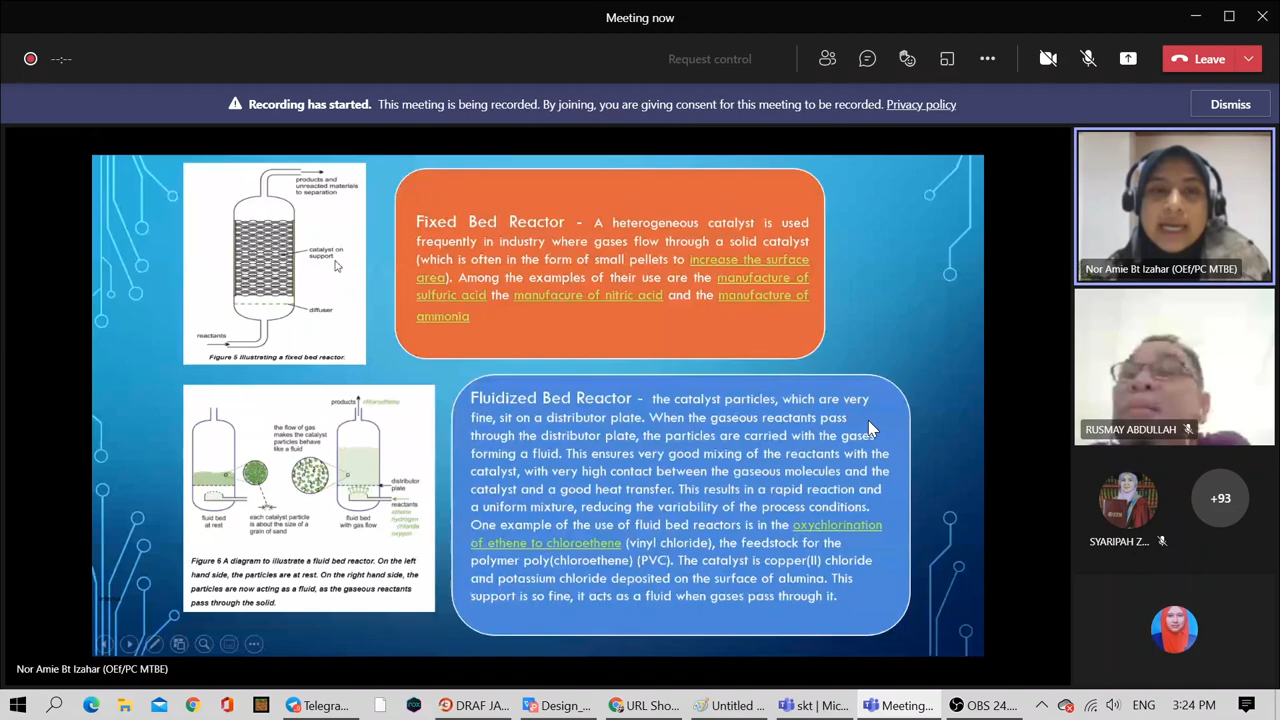 Meeting now
--:--
Request control
Leave
Recording has started. This meeting is being recorded. By joining, you are giving consent for this meeting to be recorded. Privacy policy
Dismiss
products and
unreacted materials
to separation
catalyst on
support
diffuser
reactants
Figure 5 Illustrating a fixed bed reactor.
Fixed Bed Reactor - A heterogeneous catalyst is used
frequently in industry where gases flow through a solid catalyst
(which is often in the form of small pellets to increase the surface
area). Among the examples of their use are the manufacture of
sulfuric acid the manufacure of nitric acid and the manufacture of
ammonia
products chloroethene
the flow of gas
makes the catalyst
particles behave
like a fluid
distributor
plate
reactants
ethene
hydrogen
chloride
oxygen
fluid bed
at rest
each catalyst particle
is about the size of a
grain of sand
fluid bed
with gas flow
Figure 6 A diagram to illustrate a fluid bed reactor. On the left
hand side, the particles are at rest. On the right hand side, the
particles are now acting as a fluid, as the gaseous reactants
pass through the solid.
Fluidized Bed Reactor - the catalyst particles, which are very
fine, sit on a distributor plate. When the gaseous reactants pass
through the distributor plate, the particles are carried with the gases
forming a fluid. This ensures very good mixing of the reactants with the
catalyst, with very high contact between the gaseous molecules and the
catalyst and a good heat transfer. This results in a rapid reaction and
a uniform mixture, reducing the variability of the process conditions.
One example of the use of fluid bed reactors is in the oxychlornation
of ethene to chloroethene (vinyl chloride), the feedstock for the
polymer poly(chloroethene) (PVC). The catalyst is copper(II) chloride
and potassium chloride deposited on the surface of alumina. This
support is so fine, it acts as a fluid when gases pass through it.
Nor Amie Bt Izahar (OEf/PC MTBE)
RUSMAY ABDULLAH
SYARIPAH Z...
+93
Nor Amie Bt Izahar (OEf/PC MTBE)
Telegram
rox
DRAF JA...
Design_...
URL Sho...
Untitled ...
skt | Mic...
Meeting...
OBS 24....
ENG
3:24 PM